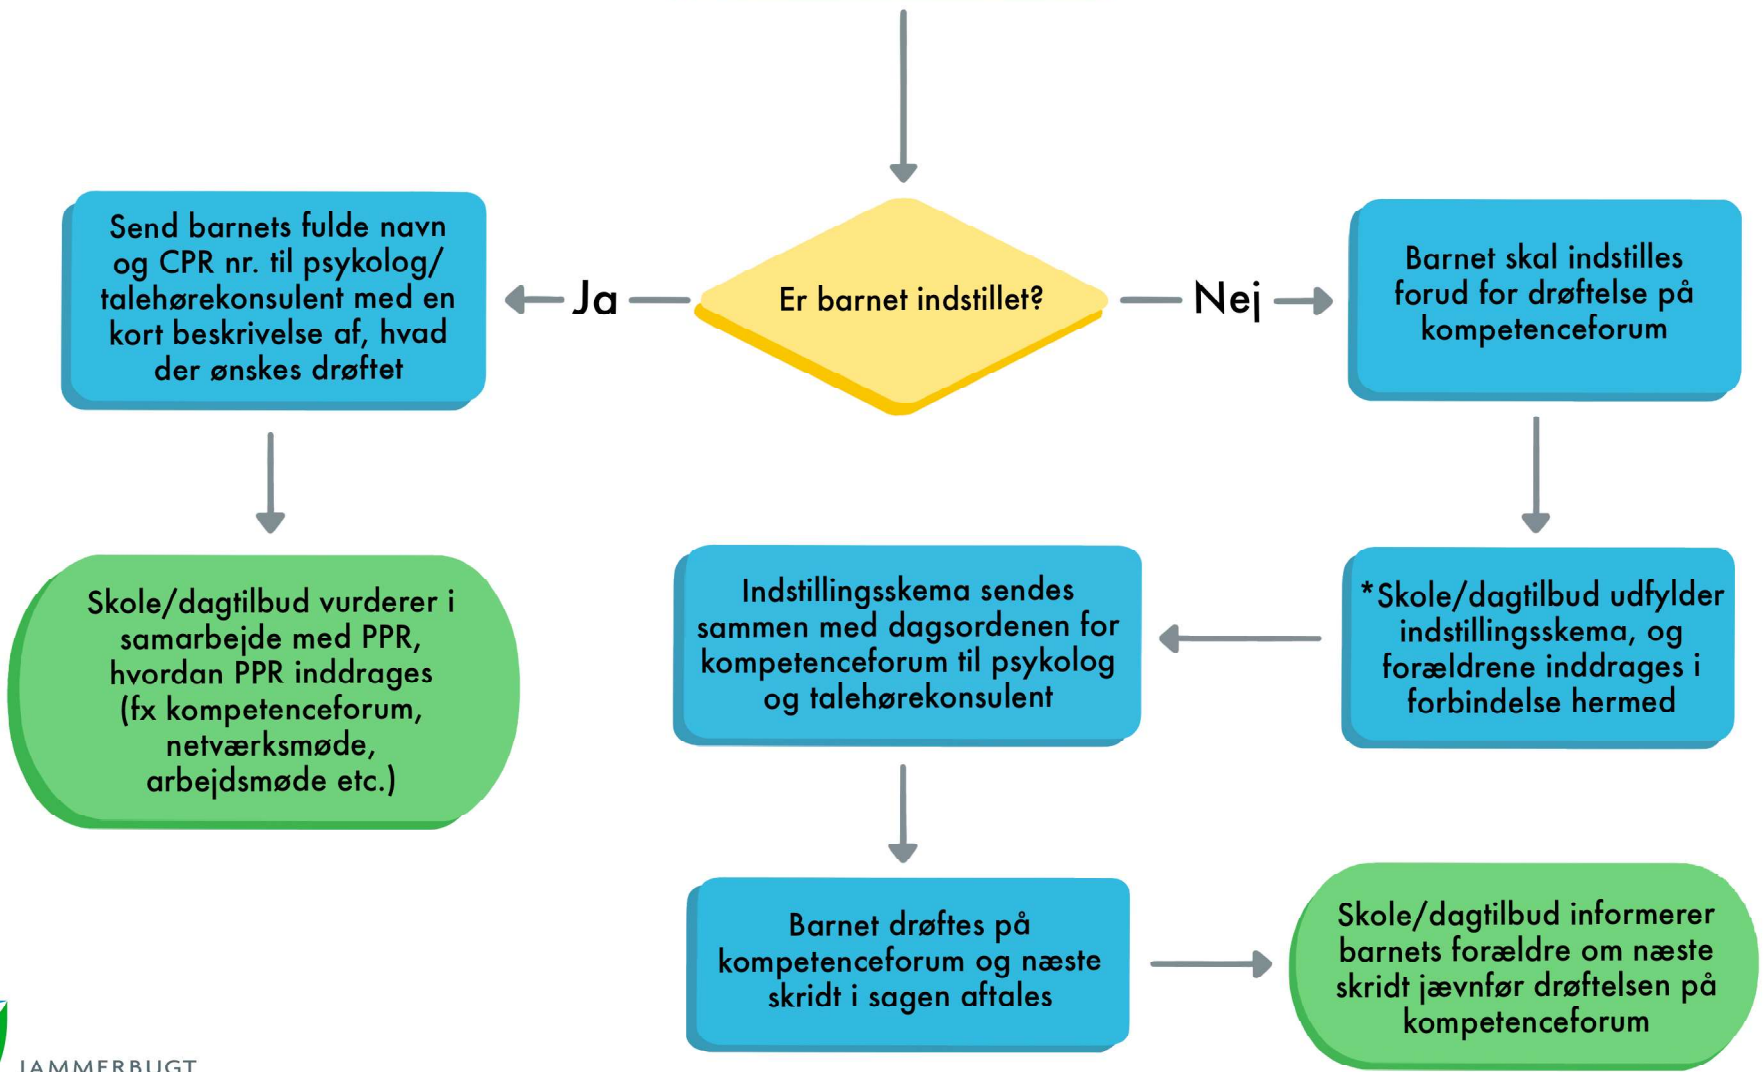 Send barnets fulde navn
og CPR nr. til psykolog/
talehørekonsulent med en
kort beskrivelse af, hvad
der ønskes drøftet
Ja
Er barnet indstillet?
Nej
Barnet skal indstilles
forud for drøftelse på
kompetenceforum
Skole/dagtilbud vurderer i
samarbejde med PPR,
hvordan PPR inddrages
(fx kompetenceforum,
netværksmøde,
arbejdsmøde etc.)
Indstillingsskema sendes
sammen med dagsordenen for
kompetenceforum til psykolog
og talehørekonsulent
*Skole/dagtilbud udfylder
indstillingsskema, og
forældrene inddrages i
forbindelse hermed
Barnet drøftes på
kompetenceforum og næste
skridt i sagen aftales
Skole/dagtilbud informerer
barnets forældre om næste
skridt jævnfør drøftelsen på
kompetenceforum
JAMMERBUGT